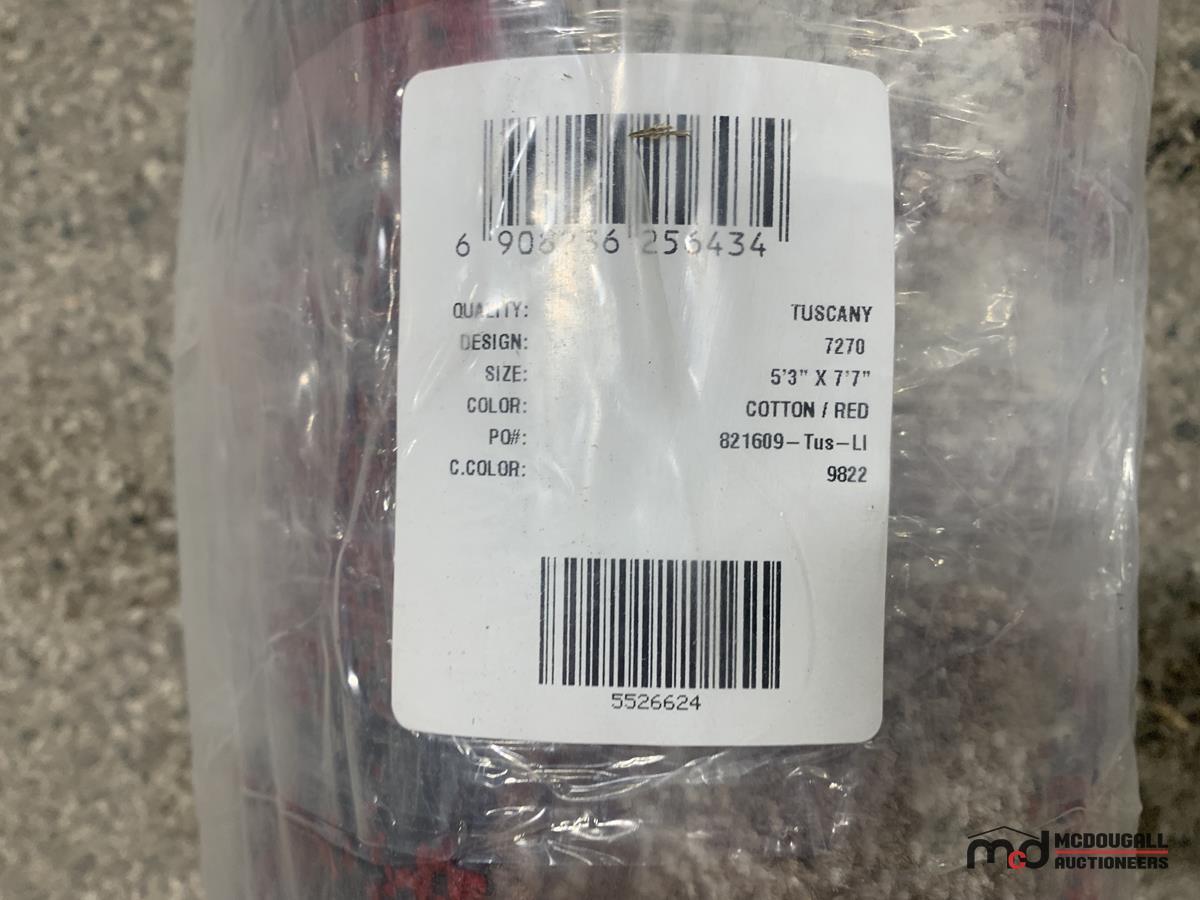 6 908236 256434
QUALITY: TUSCANY
DESIGN: 7270
SIZE: 5'3" X 7'7"
COLOR: COTTON / RED
PO#: 821609-Tus-LI
C.COLOR: 9822
5526624
mcd MCDOUGALL
AUCTIONEERS